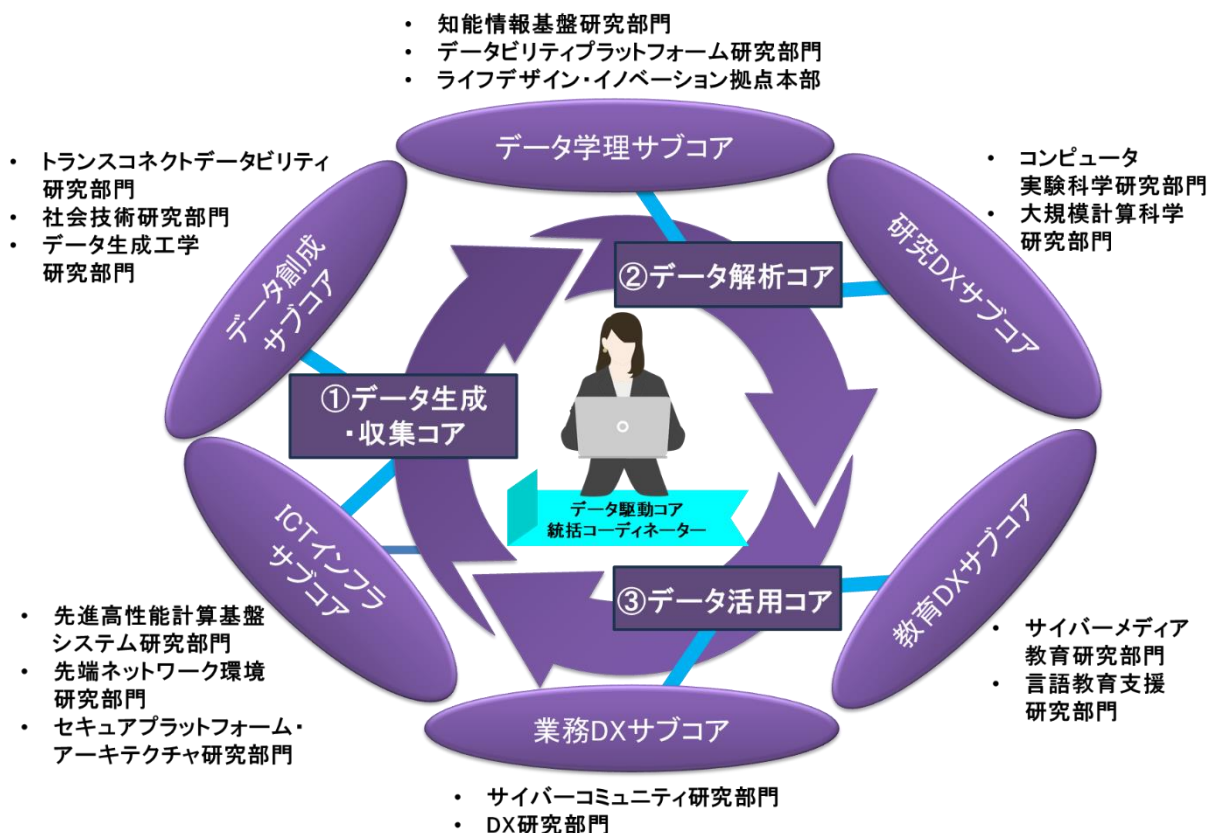 • 知能情報基盤研究部門
• データビリティプラットフォーム研究部門
• ライフデザイン・イノベーション拠点本部
データ学理サブコア
• トランスコネクトデータビリティ
研究部門
• 社会技術研究部門
• データ生成工学
研究部門
データ創成
サブコア
• コンピュータ
実験科学研究部門
• 大規模計算科学
研究部門
研究DXサブコア
②データ解析コア
①データ生成
・収集コア
データ駆動コア
統括コーディネーター
ICTインフラ
サブコア
③データ活用コア
教育DXサブコア
• 先進高性能計算基盤
システム研究部門
• 先端ネットワーク環境
研究部門
• セキュアプラットフォーム・
アーキテクチャ研究部門
• サイバーメディア
教育研究部門
• 言語教育支援
研究部門
業務DXサブコア
• サイバーコミュニティ研究部門
• DX研究部門